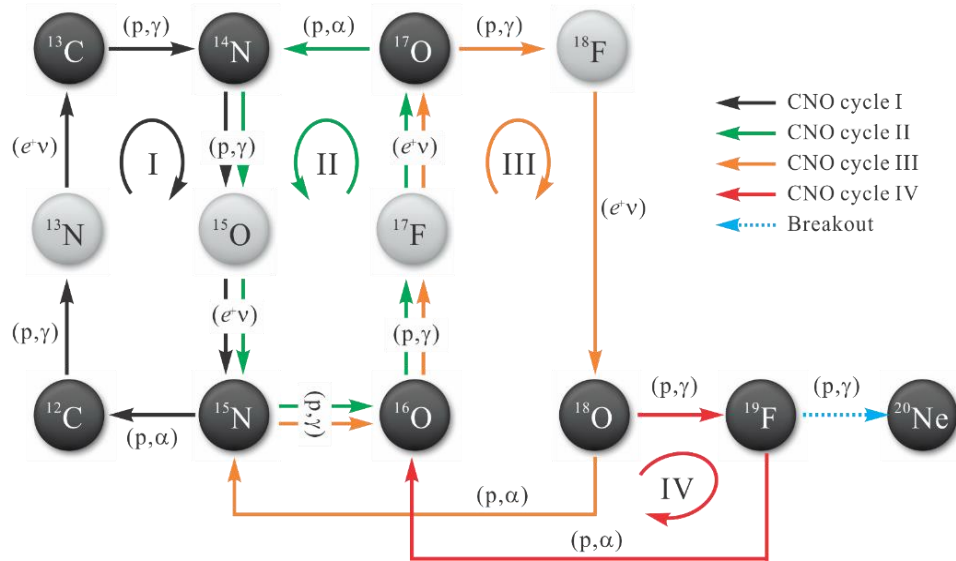 (p,γ) (p,α) (p,γ)
¹³C ¹⁴N ¹⁷O ¹⁸F
CNO cycle I
CNO cycle II
CNO cycle III
CNO cycle IV
Breakout
(e⁺ν) I (p,γ) II (e⁺ν) III
(e⁺ν)
¹³N ¹⁵O ¹⁷F
(p,γ) (e⁺ν) (p,γ)
(p,γ) (p,γ)
¹²C ¹⁵N (p,γ) ¹⁶O ¹⁸O ¹⁹F ²⁰Ne
(p,α)
IV
(p,α)
(p,α)